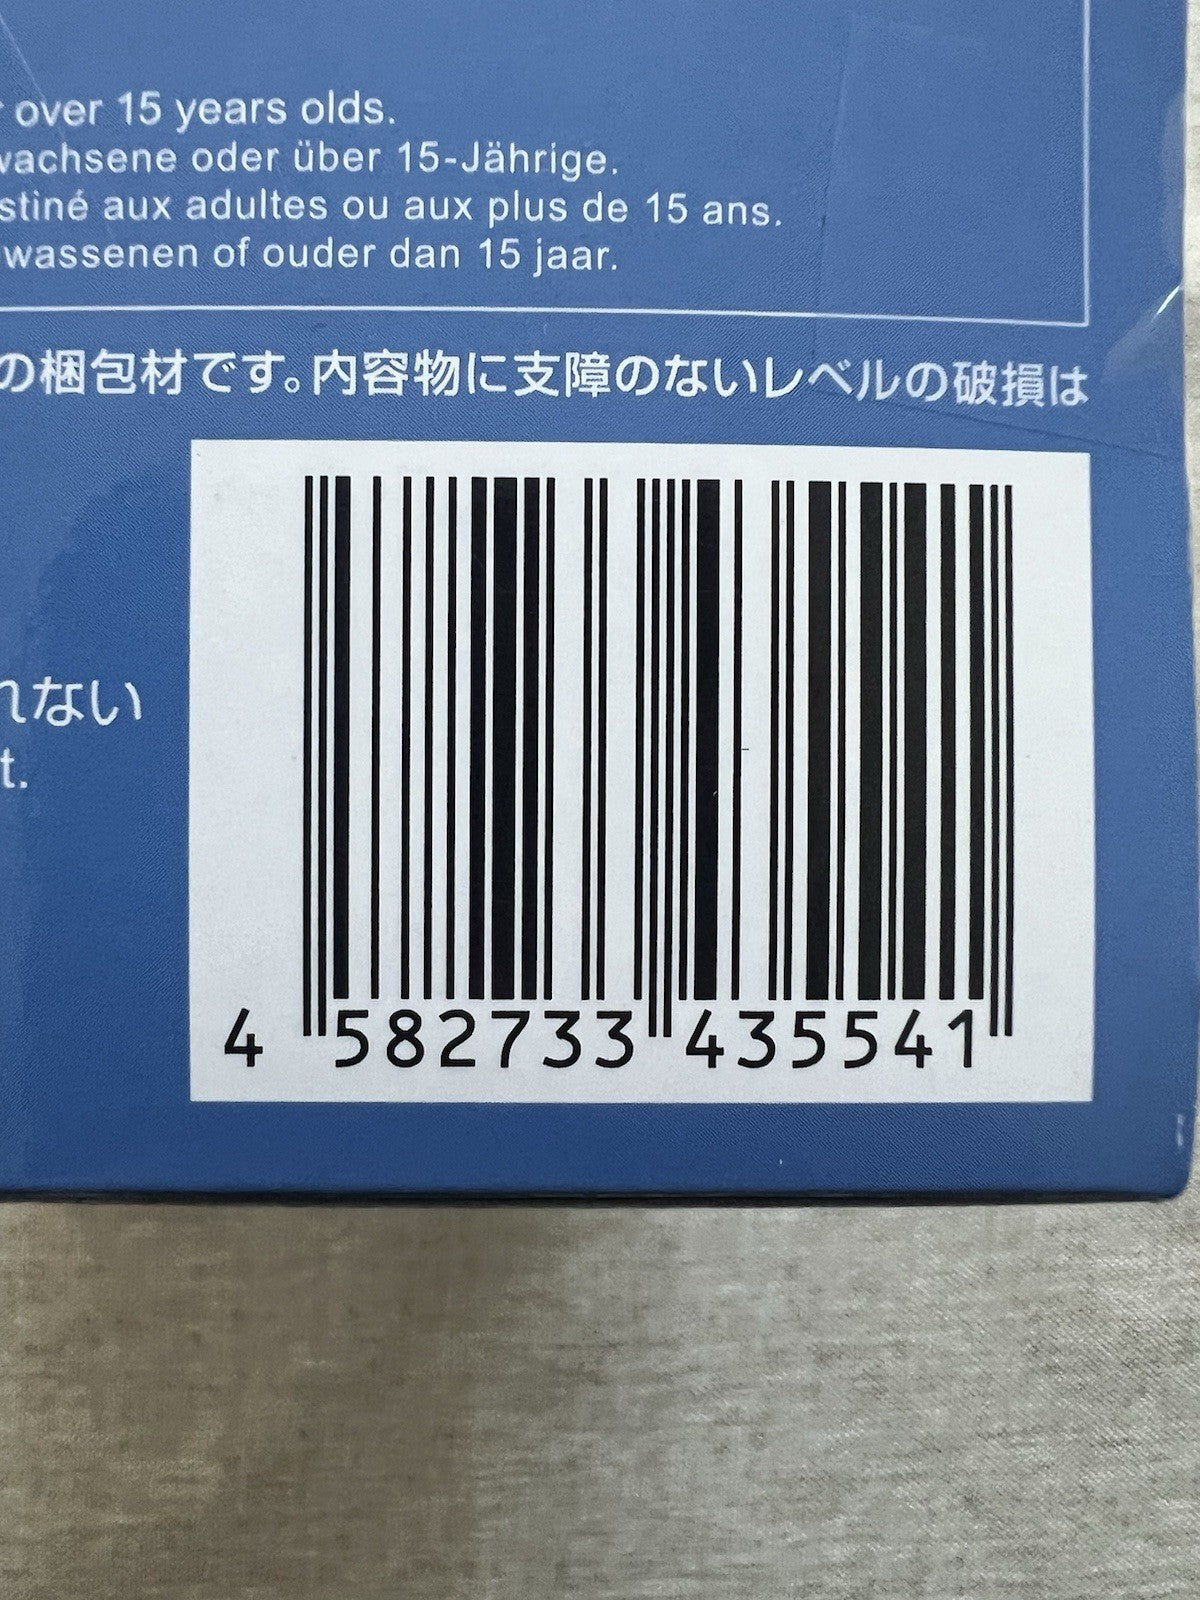 over 15 years olds.
wachsene oder über 15-Jährige.
stiné aux adultes ou aux plus de 15 ans.
wassenen of ouder dan 15 jaar.
の梱包材です。内容物に支障のないレベルの破損は
れない
t.
4 582733 435541